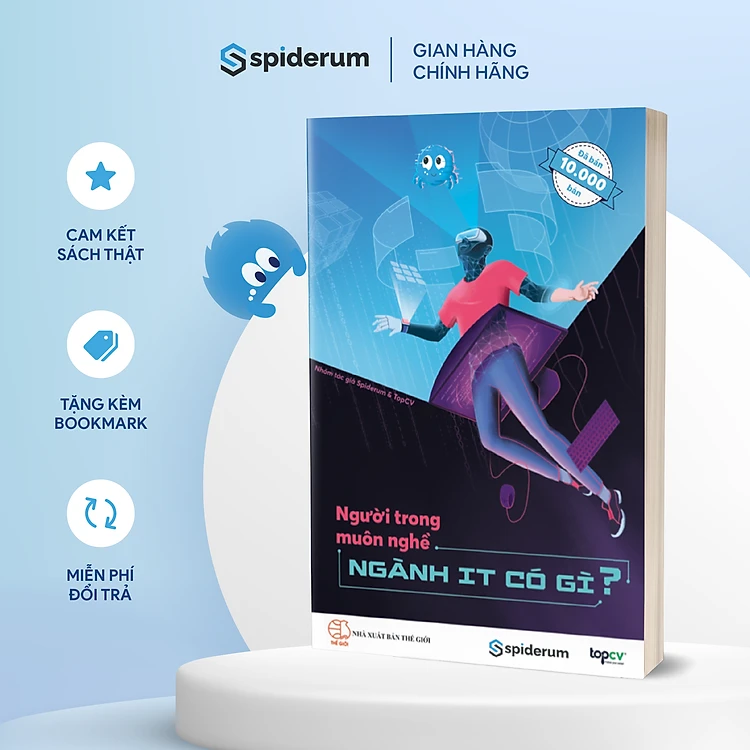 spiderum
GIAN HÀNG
CHÍNH HÃNG
CAM KẾT
SÁCH THẬT
TẶNG KÈM
BOOKMARK
MIỄN PHÍ
ĐỔI TRẢ
Đã bán
10.000
bản
Nhóm tác giả Spiderum & TopCV
Người trong
muôn nghề
NGÀNH IT CÓ GÌ?
THẾ GIỚI
NHÀ XUẤT BẢN THẾ GIỚI
spiderum
topcv